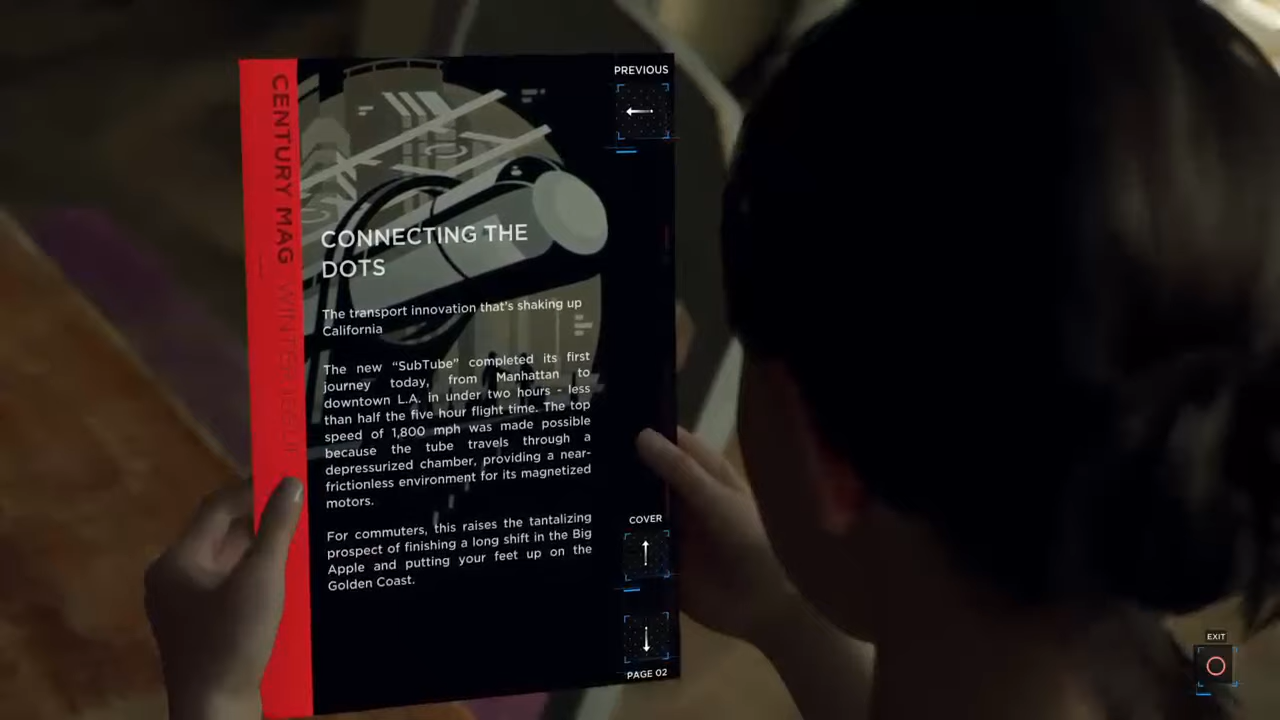 CENTURY MAG
PREVIOUS
CONNECTING THE
DOTS
The transport innovation that's shaking up
California
The new “SubTube” completed its first
journey today, from Manhattan to
downtown L.A. in under two hours - less
than half the five hour flight time. The top
speed of 1,800 mph was made possible
because the tube travels through a
depressurized chamber, providing a near-
frictionless environment for its magnetized
motors.
For commuters, this raises the tantalizing
prospect of finishing a long shift in the Big
Apple and putting your feet up on the
Golden Coast.
COVER
PAGE 02
EXIT